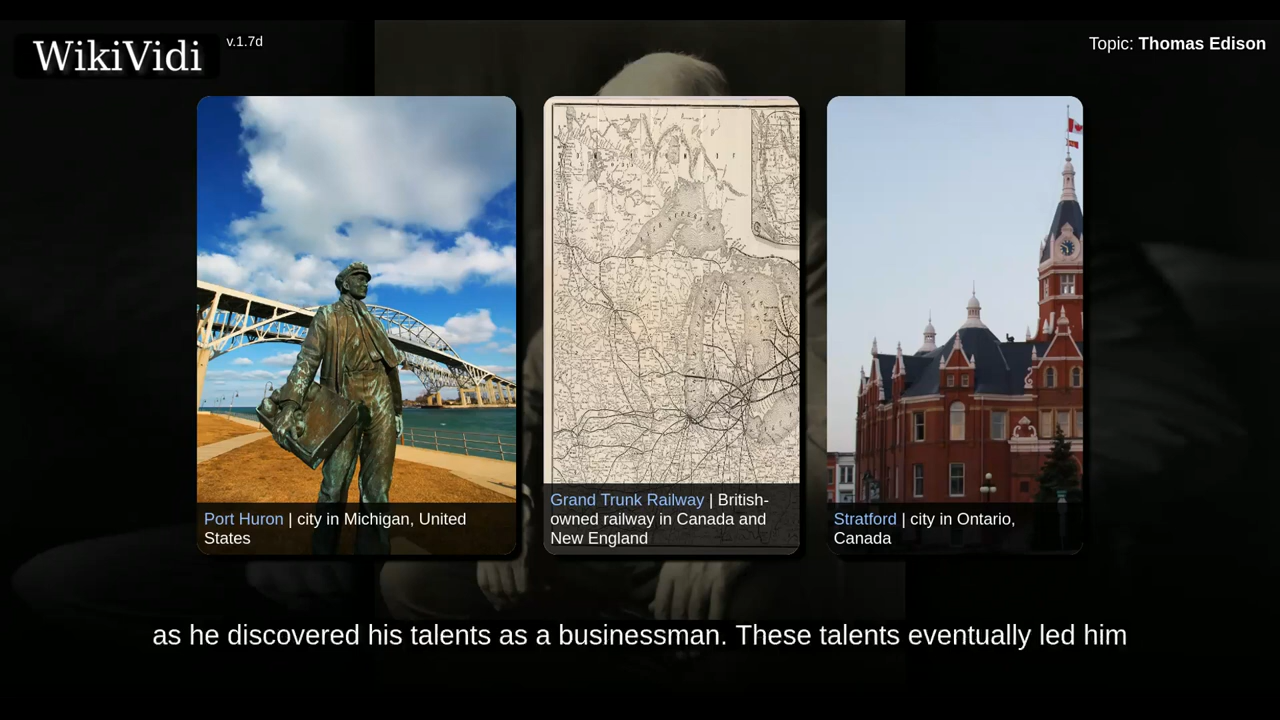 WikiVidi
v.1.7d
Topic: Thomas Edison
Port Huron | city in Michigan, United
States
Grand Trunk Railway | British-
owned railway in Canada and
New England
Stratford | city in Ontario,
Canada
as he discovered his talents as a businessman. These talents eventually led him